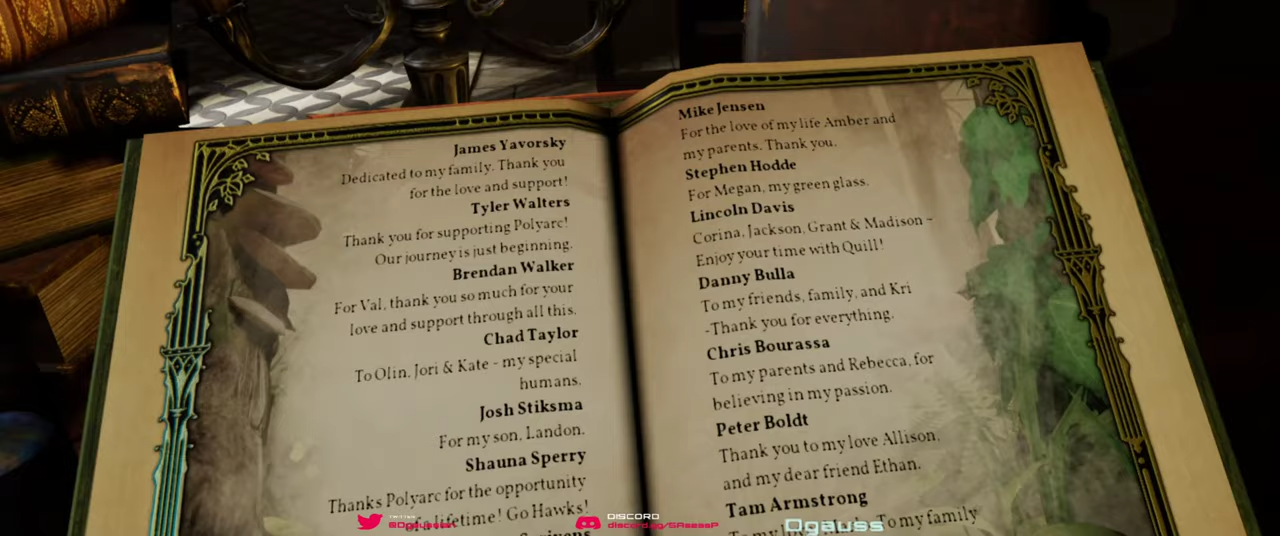 James Yavorsky
Dedicated to my family. Thank you
for the love and support!
Tyler Walters
Thank you for supporting Polyarc!
Our journey is just beginning.
Brendan Walker
For Val, thank you so much for your
love and support through all this.
Chad Taylor
To Olin, Jori & Kate - my special
humans.
Josh Stiksma
For my son, Landon.
Shauna Sperry
Thanks Polyarc for the opportunity
lifetime! Go Hawks!
Mike Jensen
For the love of my life Amber and
my parents. Thank you.
Stephen Hodde
For Megan, my green glass.
Lincoln Davis
Corina, Jackson, Grant & Madison ~
Enjoy your time with Quill!
Danny Bulla
To my friends, family, and Kri
-Thank you for everything.
Chris Bourassa
To my parents and Rebecca, for
believing in my passion.
Peter Boldt
Thank you to my love Allison,
and my dear friend Ethan.
Tam Armstrong
To my To my family
DISCORD
Dgauss